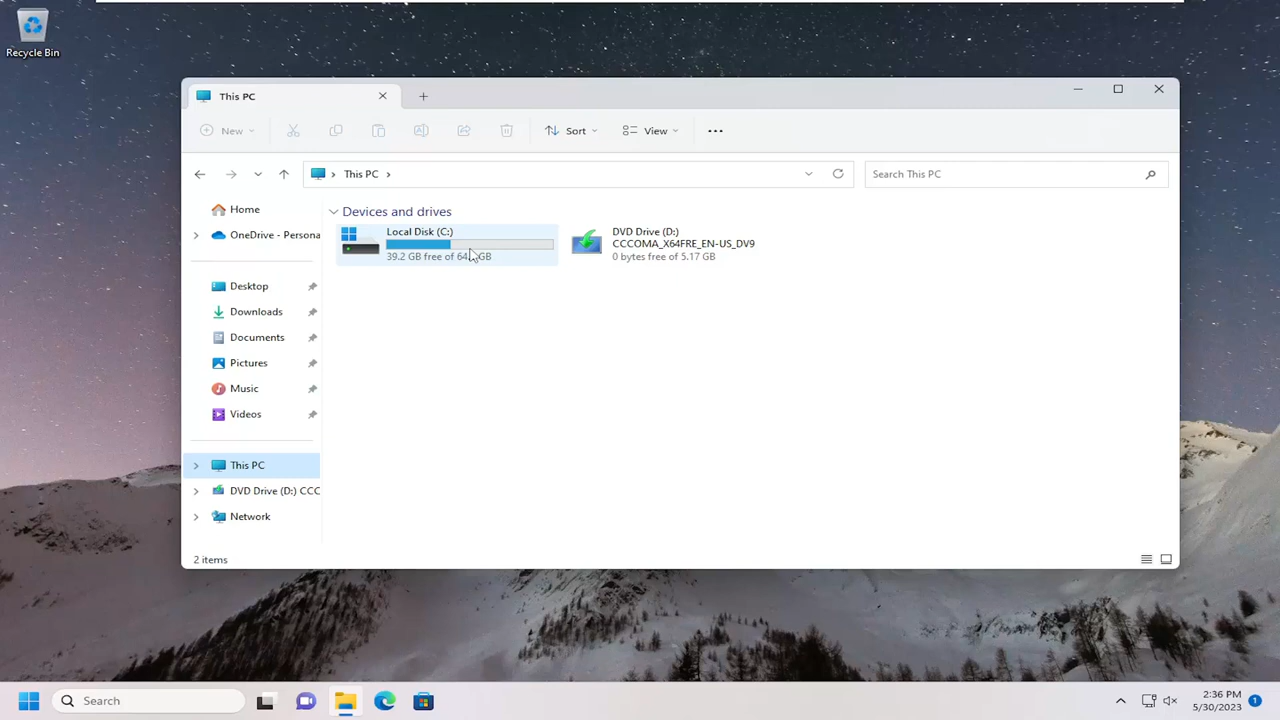 Recycle Bin
This PC
New
Sort
View
This PC
Search This PC
Home
OneDrive - Persona
Desktop
Downloads
Documents
Pictures
Music
Videos
This PC
DVD Drive (D:) CCC
Network
Devices and drives
Local Disk (C:)
39.2 GB free of GB
DVD Drive (D:)
CCCOMA_X64FRE_EN-US_DV9
0 bytes free of 5.17 GB
2 items
Search
2:36 PM
5/30/2023
1